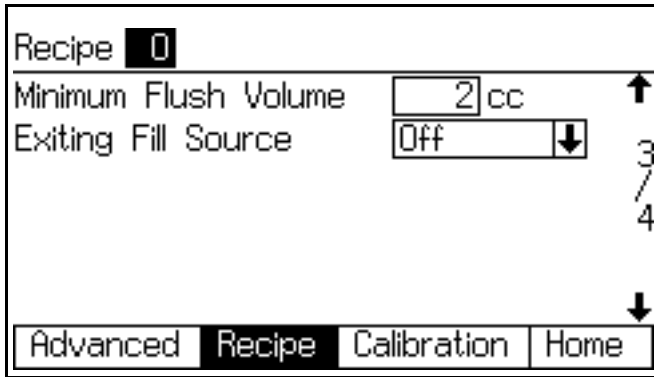 Recipe 0
Minimum Flush Volume 2 cc
Exiting Fill Source Off
3
/
4
Advanced Recipe Calibration Home